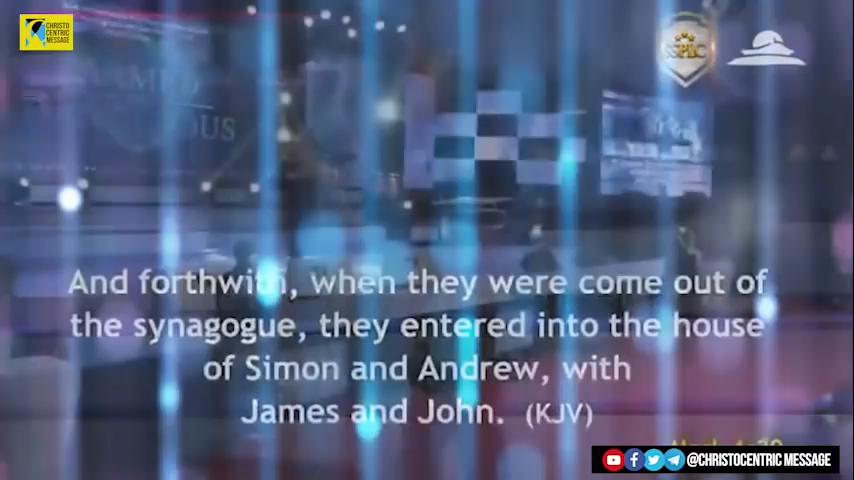 CHRISTO
CENTRIC
MESSAGE
SSPEC
And forthwith, when they were come out of
the synagogue, they entered into the house
of Simon and Andrew, with
James and John. (KJV)
@CHRISTOCENTRIC MESSAGE